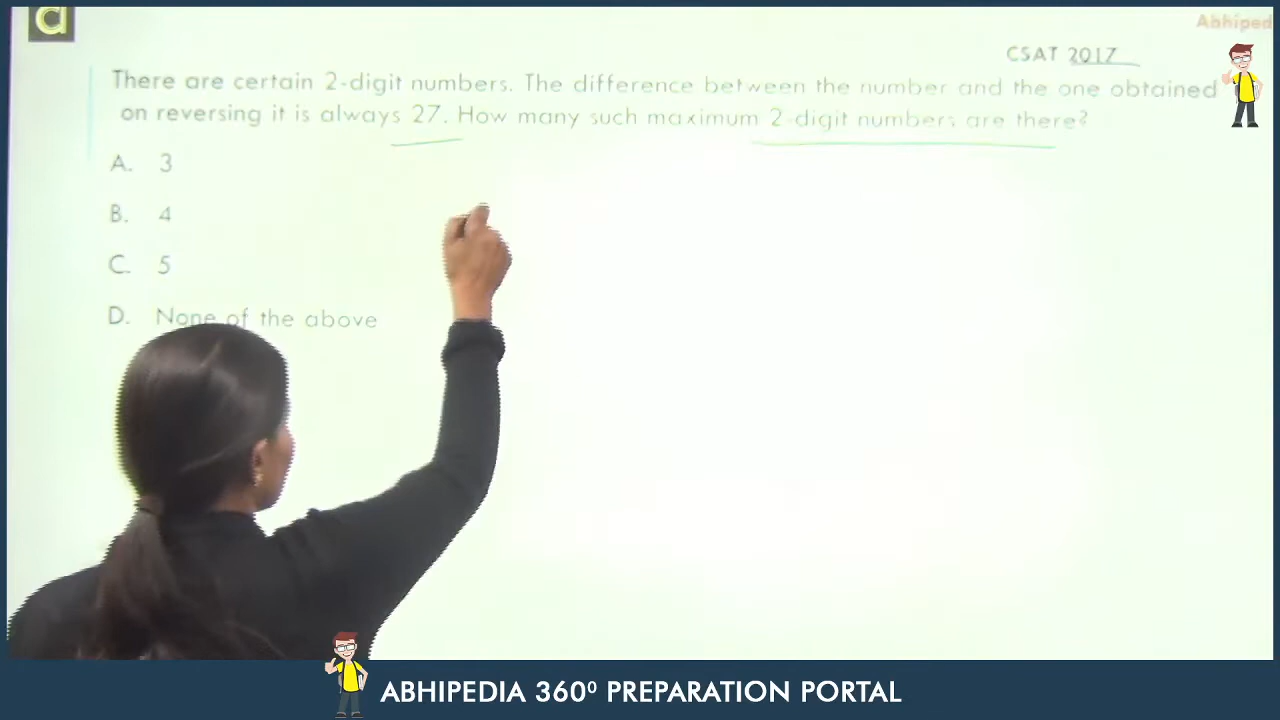 a
Abhiped
CSAT 2017
There are certain 2-digit numbers. The difference between the number and the one obtained
on reversing it is always 27. How many such maximum 2-digit numbers are there?
A. 3
B. 4
C. 5
D. None of the above
ABHIPEDIA 360⁰ PREPARATION PORTAL